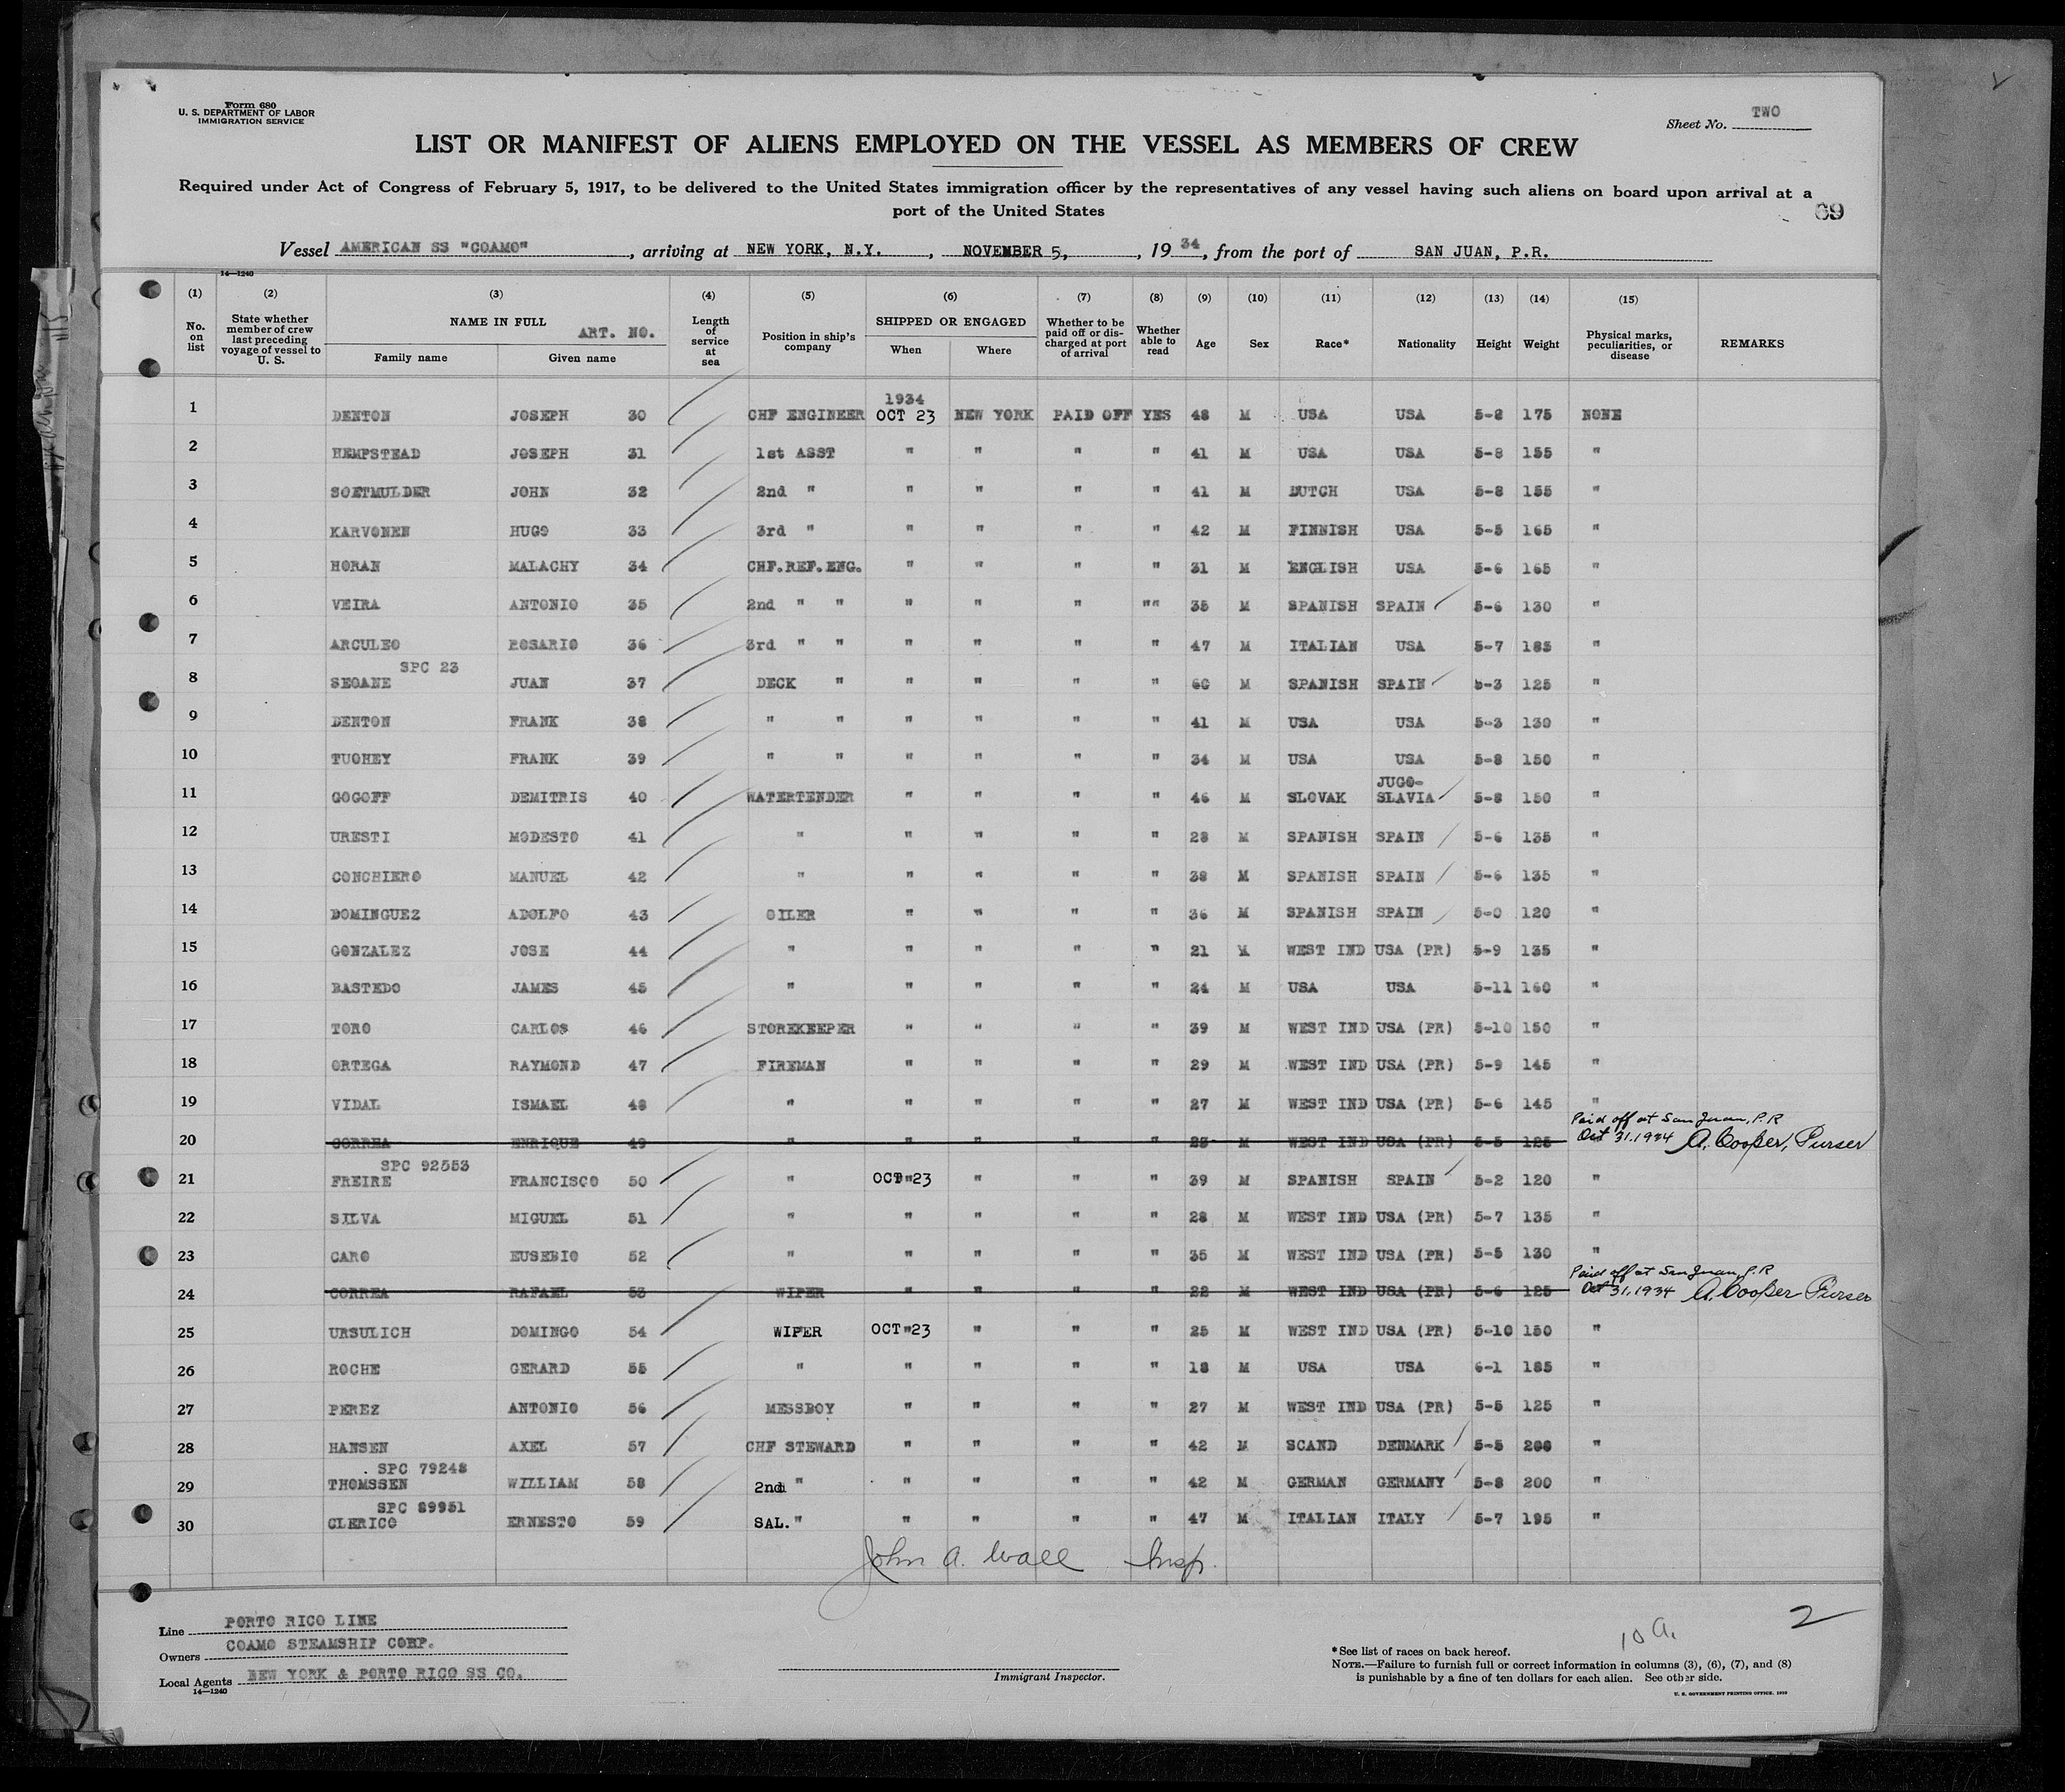 Form 680
U. S. DEPARTMENT OF LABOR
IMMIGRATION SERVICE
Sheet No. TWO
LIST OR MANIFEST OF ALIENS EMPLOYED ON THE VESSEL AS MEMBERS OF CREW
Required under Act of Congress of February 5, 1917, to be delivered to the United States immigration officer by the representatives of any vessel having such aliens on board upon arrival at a
port of the United States
69
Vessel AMERICAN SS "COAMO", arriving at NEW YORK, N.Y., NOVEMBER 5, 1934, from the port of SAN JUAN, P.R.
14—1240
(1) (2) (3) (4) (5) (6) (7) (8) (9) (10) (11) (12) (13) (14) (15)
No. on list State whether member of crew last preceding voyage of vessel to U. S. NAME IN FULL ART. NO. Family name Given name Length of service at sea Position in ship's company SHIPPED OR ENGAGED When Where Whether to be paid off or discharged at port of arrival Whether able to read Age Sex Race* Nationality Height Weight Physical marks, peculiarities, or disease REMARKS
1934
1 DENTON JOSEPH 30 CHF ENGINEER OCT 23 NEW YORK PAID OFF YES 48 M USA USA 5-8 175 NONE
2 HEMPSTEAD JOSEPH 31 1st ASST " " " " 41 M USA USA 5-8 155 "
3 SOETMULDER JOHN 32 2nd " " " " " 41 M DUTCH USA 5-8 155 "
4 KARVONEN HUGO 33 3rd " " " " " 42 M FINNISH USA 5-5 165 "
5 HORAN MALACHY 34 CHF.REF.ENG. " " " " 31 M ENGLISH USA 5-6 165 "
6 VEIRA ANTONIO 35 2nd " " " " " "" 35 M SPANISH SPAIN 5-6 130 "
7 ARCULEO ROSARIO 36 3rd " " " " " " 47 M ITALIAN USA 5-7 185 "
SPC 23
8 SEOANE JUAN 37 DECK " " " " " 60 M SPANISH SPAIN 5-3 125 "
9 DENTON FRANK 38 " " " " " " 41 M USA USA 5-3 130 "
10 TUOHEY FRANK 39 " " " " " " 34 M USA USA 5-8 150 "
JUGO-
11 GOGOFF DEMITRIS 40 WATERTENDER " " " " 46 M SLOVAK SLAVIA 5-8 150 "
12 URESTI MODESTO 41 " " " " " 28 M SPANISH SPAIN 5-6 135 "
13 CONCHIERO MANUEL 42 " " " " " 38 M SPANISH SPAIN 5-6 135 "
14 DOMINGUEZ ADOLFO 43 OILER " " " " 36 M SPANISH SPAIN 5-0 120 "
15 GONZALEZ JOSE 44 " " " " " 21 M WEST IND USA (PR) 5-9 135 "
16 BASTEDO JAMES 45 " " " " " 24 M USA USA 5-11 160 "
17 TORO CARLOS 46 STOREKEEPER " " " " 39 M WEST IND USA (PR) 5-10 150 "
18 ORTEGA RAYMOND 47 FIREMAN " " " " 29 M WEST IND USA (PR) 5-9 145 "
19 VIDAL ISMAEL 48 " " " " " 27 M WEST IND USA (PR) 5-6 145 "
Paid off at San Juan, P.R
20 CORREA ENRIQUE 49 " " " " " 25 M WEST IND USA (PR) 5-5 125 Oct 31, 1934 A. Cooper, Purser
SPC 92553
21 FREIRE FRANCISCO 50 " OCT " 23 " " " 39 M SPANISH SPAIN 5-2 120 "
22 SILVA MIGUEL 51 " " " " " 28 M WEST IND USA (PR) 5-7 135 "
23 CARO EUSEBIO 52 " " " " " 35 M WEST IND USA (PR) 5-5 130 "
Paid off at San Juan, P.R
24 CORREA RAFAEL 53 WIPER " " " " 22 M WEST IND USA (PR) 5-6 125 Oct 31, 1934 A. Cooper Purser
25 URSULICH DOMINGO 54 WIPER OCT " 23 " " " 25 M WEST IND USA (PR) 5-10 150 "
26 ROCHE GERARD 55 " " " " " 18 M USA USA 6-1 185 "
27 PEREZ ANTONIO 56 MESSBOY " " " " 27 M WEST IND USA (PR) 5-5 125 "
28 HANSEN AXEL 57 CHF STEWARD " " " " 42 M SCAND DENMARK 5-5 200 "
SPC 79248
29 THOMSSEN WILLIAM 58 2nd " " " " " 42 M GERMAN GERMANY 5-8 200 "
SPC 89951
30 CLERICO ERNESTO 59 SAL. " " " " " 47 M ITALIAN ITALY 5-7 195 "
John A. Wall Insp.
Line PORTO RICO LINE
Owners COAMO STEAMSHIP CORP.
Local Agents NEW YORK & PORTO RICO SS CO.
14—1240
Immigrant Inspector.
10 a.
2
*See list of races on back hereof.
NOTE.—Failure to furnish full or correct information in columns (3), (6), (7), and (8)
is punishable by a fine of ten dollars for each alien. See other side.
U. S. GOVERNMENT PRINTING OFFICE. 1928